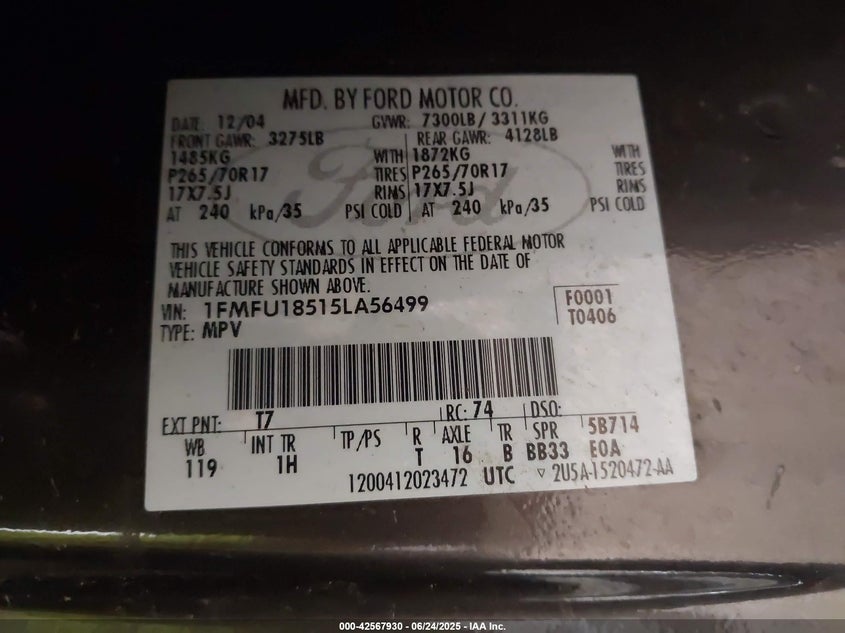 MFD. BY FORD MOTOR CO.
DATE: 12/04 GVWR: 7300LB / 3311KG
FRONT GAWR: 3275LB REAR GAWR: 4128LB
1485KG WITH 1872KG WITH
P265/70R17 TIRES P265/70R17 TIRES
17X7.5J RIMS 17X7.5J RIMS
AT 240 kPa/35 PSI COLD AT 240 kPa/35 PSI COLD
Ford
THIS VEHICLE CONFORMS TO ALL APPLICABLE FEDERAL MOTOR
VEHICLE SAFETY STANDARDS IN EFFECT ON THE DATE OF
MANUFACTURE SHOWN ABOVE.
VIN: 1FMFU18515LA56499 F0001
TYPE: MPV T0406
EXT PNT: T7 RC: 74 DSO:
WB INT TR TP/PS R AXLE TR SPR 5B714
119 1H T 16 B BB33 E0A
1200412023472 UTC ▽ 2U5A-1520472-AA
000-42567930 - 06/24/2025 - IAA Inc.